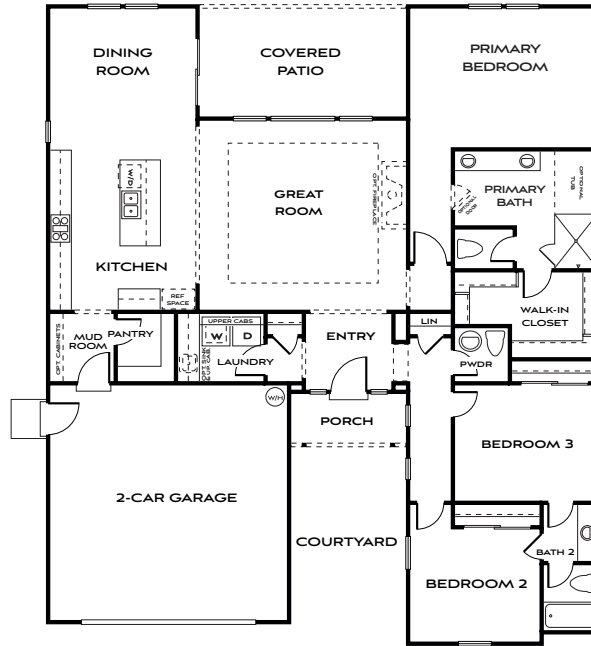 DINING
ROOM
COVERED
PATIO
PRIMARY
BEDROOM
W/D
OPTIONAL
TUB
PRIMARY
BATH
GREAT
ROOM
OPT. FIREPLACE
KITCHEN
REF
SPACE
WALK-IN
CLOSET
OPT. CABINETS
MUD
ROOM
PANTRY
UPPER CABS
W
D
LAUNDRY
ENTRY
LIN
PWDR
W/H
PORCH
BEDROOM 3
2-CAR GARAGE
COURTYARD
BATH 2
BEDROOM 2